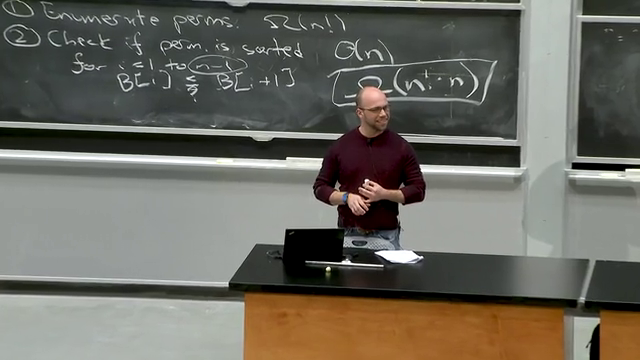 ① Enumerate perms. Ω(n!)
② Check if perm. is sorted
for i=1 to n-1 O(n)
B[i] ≤ B[i+1] Ω(n! · n)
?